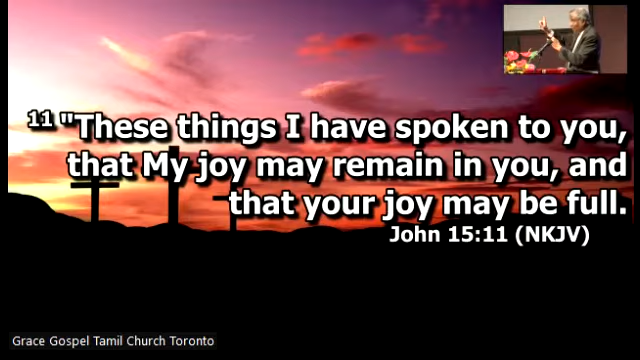 11 "These things I have spoken to you,
that My joy may remain in you, and
that your joy may be full.
John 15:11 (NKJV)
Grace Gospel Tamil Church Toronto